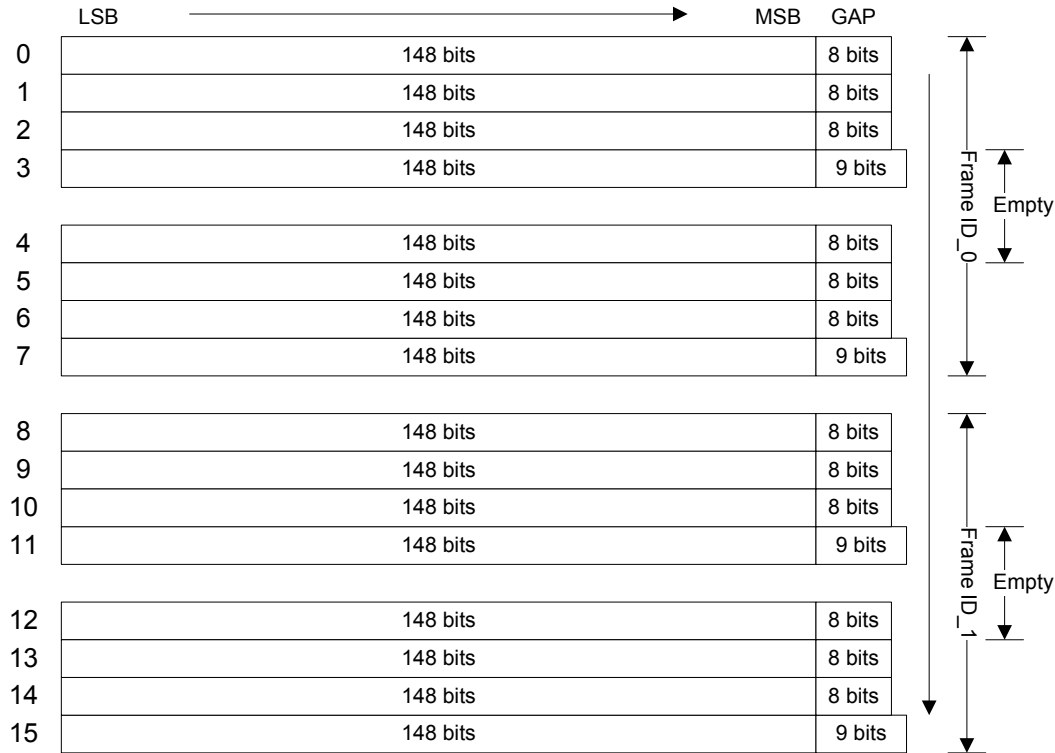 LSB MSB GAP
0 148 bits 8 bits
1 148 bits 8 bits
2 148 bits 8 bits
3 148 bits 9 bits
4 148 bits 8 bits
5 148 bits 8 bits
6 148 bits 8 bits
7 148 bits 9 bits
Frame ID_0
Empty
8 148 bits 8 bits
9 148 bits 8 bits
10 148 bits 8 bits
11 148 bits 9 bits
12 148 bits 8 bits
13 148 bits 8 bits
14 148 bits 8 bits
15 148 bits 9 bits
Frame ID_1
Empty